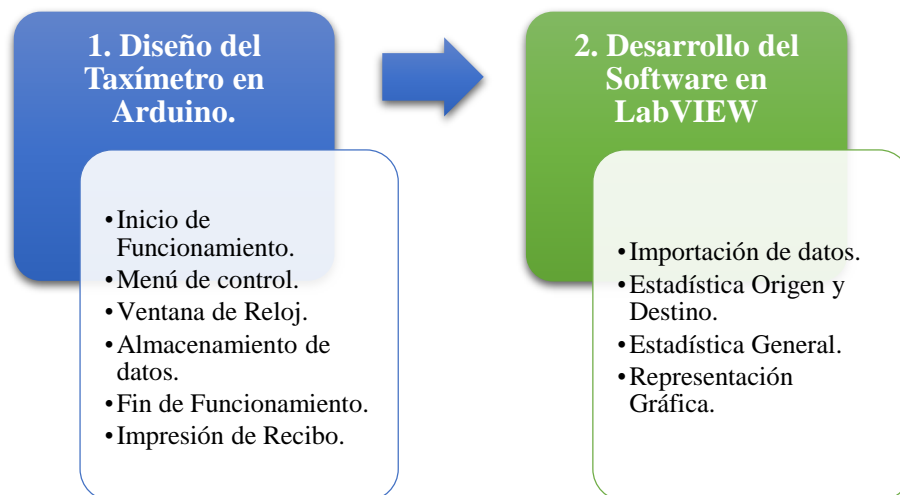 1. Diseño del
Taxímetro en
Arduino.
•Inicio de
Funcionamiento.
•Menú de control.
•Ventana de Reloj.
•Almacenamiento de
datos.
•Fin de Funcionamiento.
•Impresión de Recibo.
2. Desarrollo del
Software en
LabVIEW
•Importación de datos.
•Estadística Origen y
Destino.
•Estadística General.
•Representación
Gráfica.